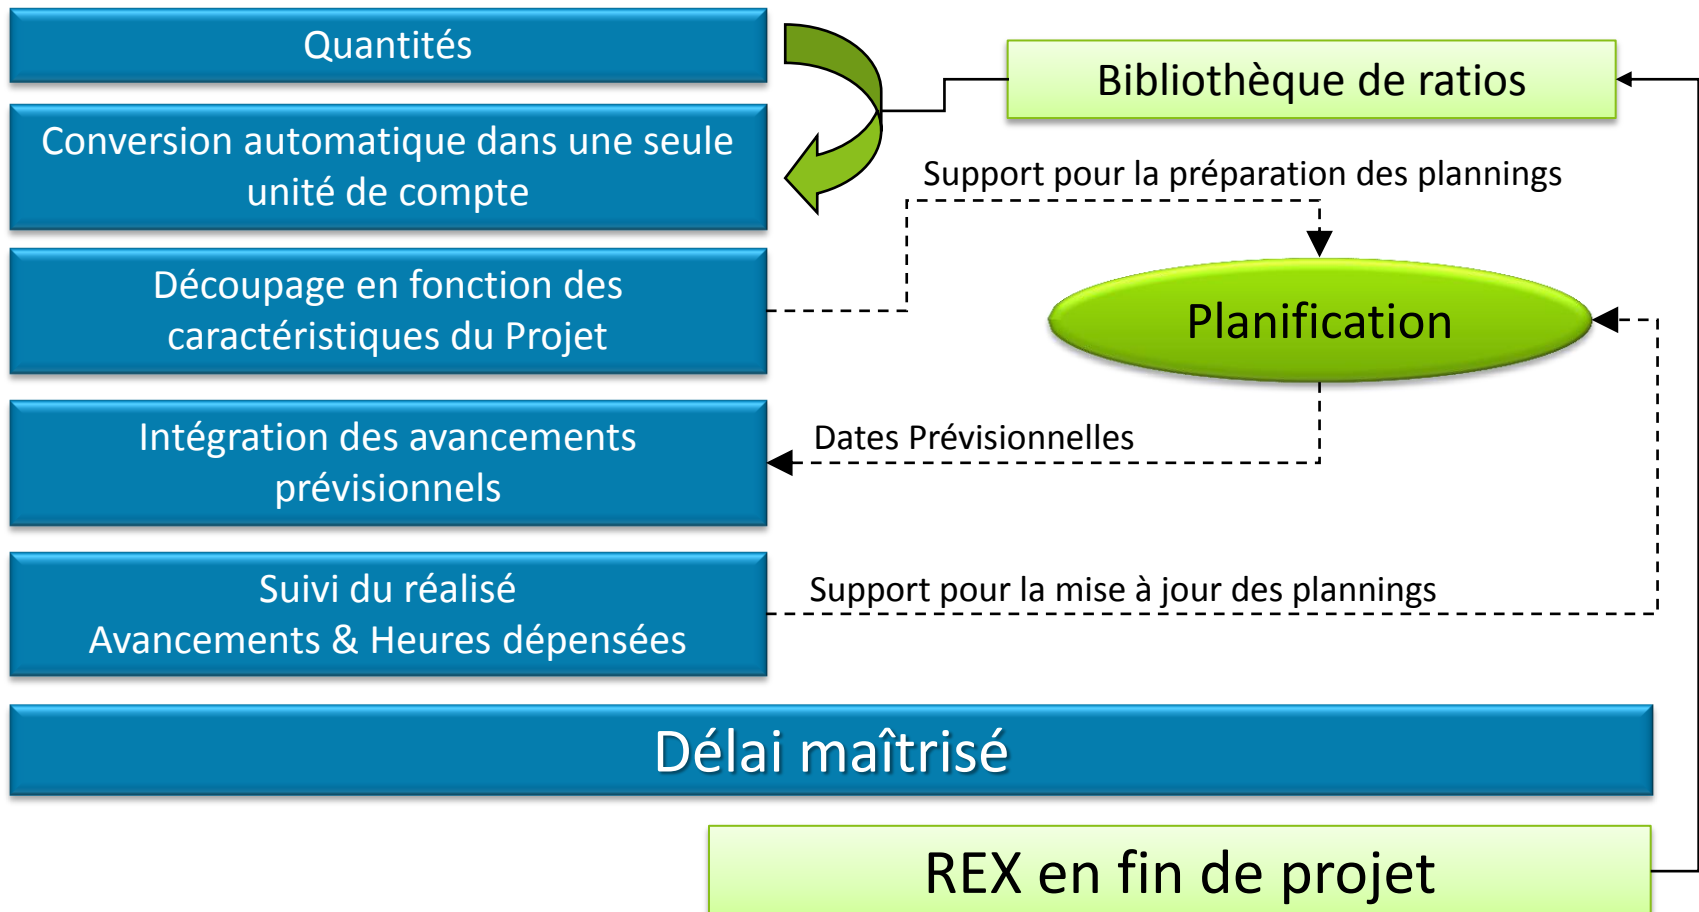 Quantités
Bibliothèque de ratios
Conversion automatique dans une seule
unité de compte
Support pour la préparation des plannings
Découpage en fonction des
caractéristiques du Projet
Planification
Intégration des avancements
prévisionnels
Dates Prévisionnelles
Suivi du réalisé
Avancements & Heures dépensées
Support pour la mise à jour des plannings
Délai maîtrisé
REX en fin de projet